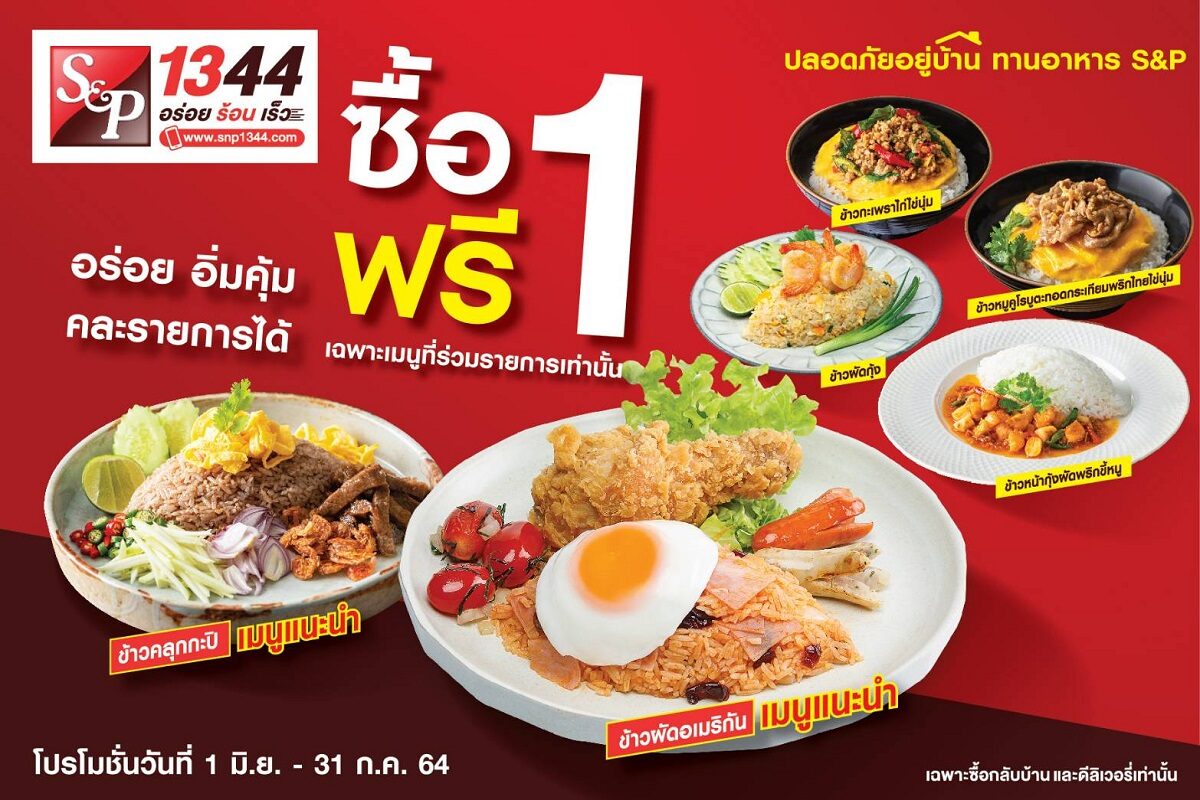 S&P
1344
อร่อย ร้อน เร็ว
www.snp1344.com
ซื้อ 1
ฟรี 1
อร่อย อิ่มคุ้ม
คละรายการได้
เฉพาะเมนูที่ร่วมรายการเท่านั้น
ปลอดภัยอยู่บ้าน ทานอาหาร S&P
ข้าวกะเพราไก่ไข่นุ่ม
ข้าวหมูคูโรบูตะทอดกระเทียมพริกไทยไข่นุ่ม
ข้าวผัดกุ้ง
ข้าวหน้ากุ้งผัดพริกขี้หนู
ข้าวคลุกกะปิ เมนูแนะนำ
ข้าวผัดอเมริกัน เมนูแนะนำ
โปรโมชั่นวันที่ 1 มิ.ย. - 31 ก.ค. 64
เฉพาะซื้อกลับบ้าน และดีลิเวอรี่เท่านั้น